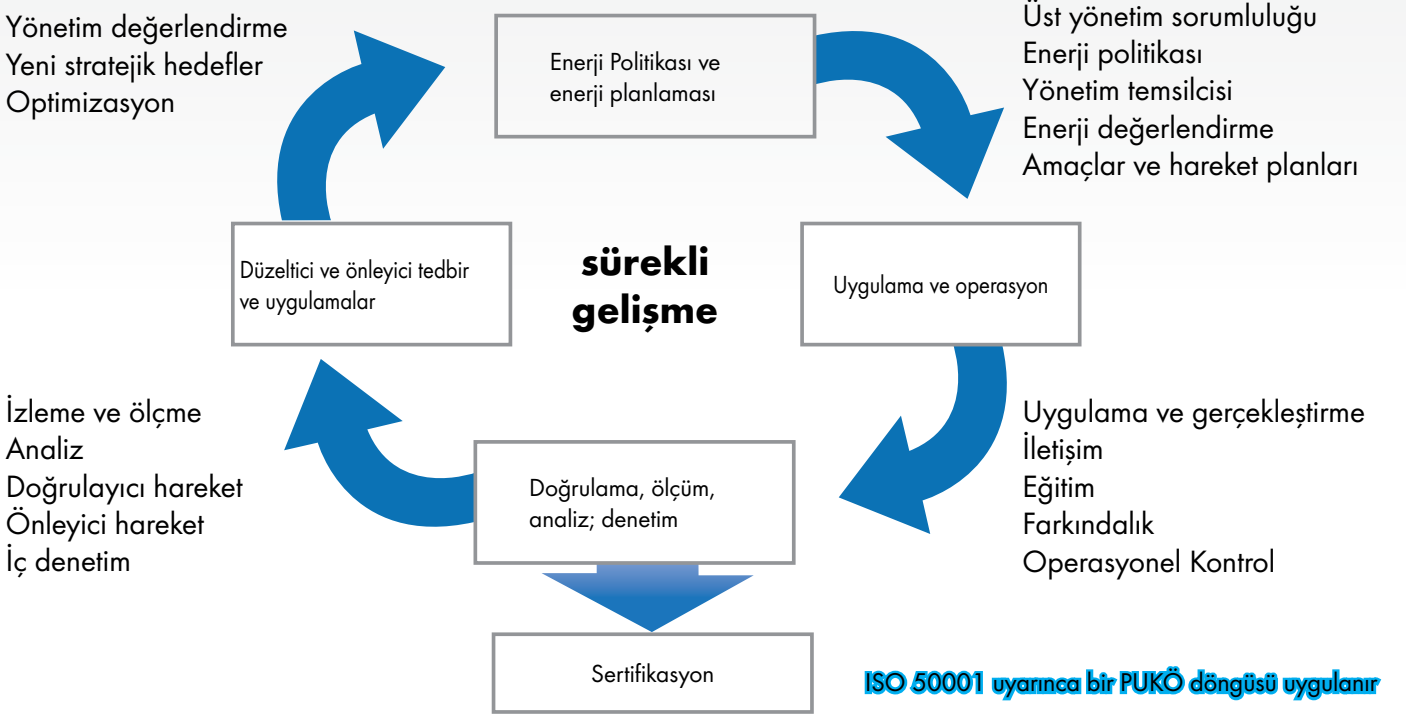 Yönetim değerlendirme
Yeni stratejik hedefler
Optimizasyon
Enerji Politikası ve
enerji planlaması
Üst yönetim sorumluluğu
Enerji politikası
Yönetim temsilcisi
Enerji değerlendirme
Amaçlar ve hareket planları
Düzeltici ve önleyici tedbir
ve uygulamalar
sürekli
gelişme
Uygulama ve operasyon
İzleme ve ölçme
Analiz
Doğrulayıcı hareket
Önleyici hareket
İç denetim
Doğrulama, ölçüm,
analiz; denetim
Uygulama ve gerçekleştirme
İletişim
Eğitim
Farkındalık
Operasyonel Kontrol
Sertifikasyon
ISO 50001 uyarınca bir PUKÖ döngüsü uygulanır